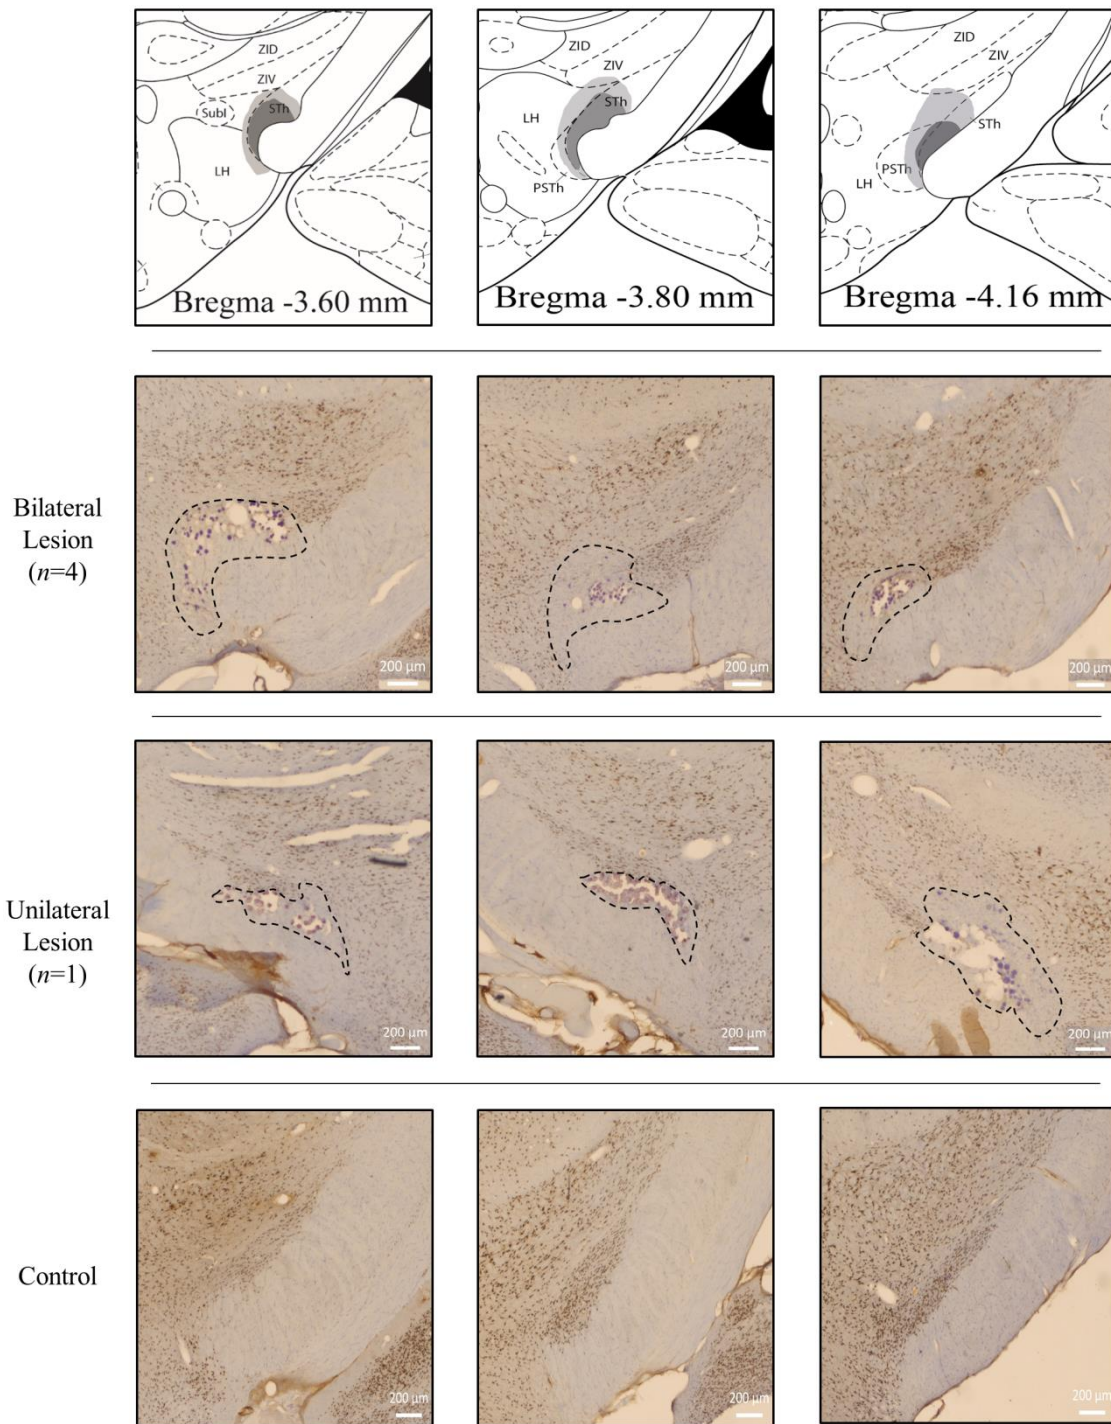 ZID
ZIV
SubI
STh
LH
LH
Bregma -3.60 mm
ZID
ZIV
STh
LH
PSTh
Bregma -3.80 mm
ZID
ZIV
STh
PSTh
LH
Bregma -4.16 mm
Bilateral
Lesion
(n=4)
200 µm
200 µm
200 µm
Unilateral
Lesion
(n=1)
200 µm
200 µm
200 µm
Control
200 µm
200 µm
200 µm